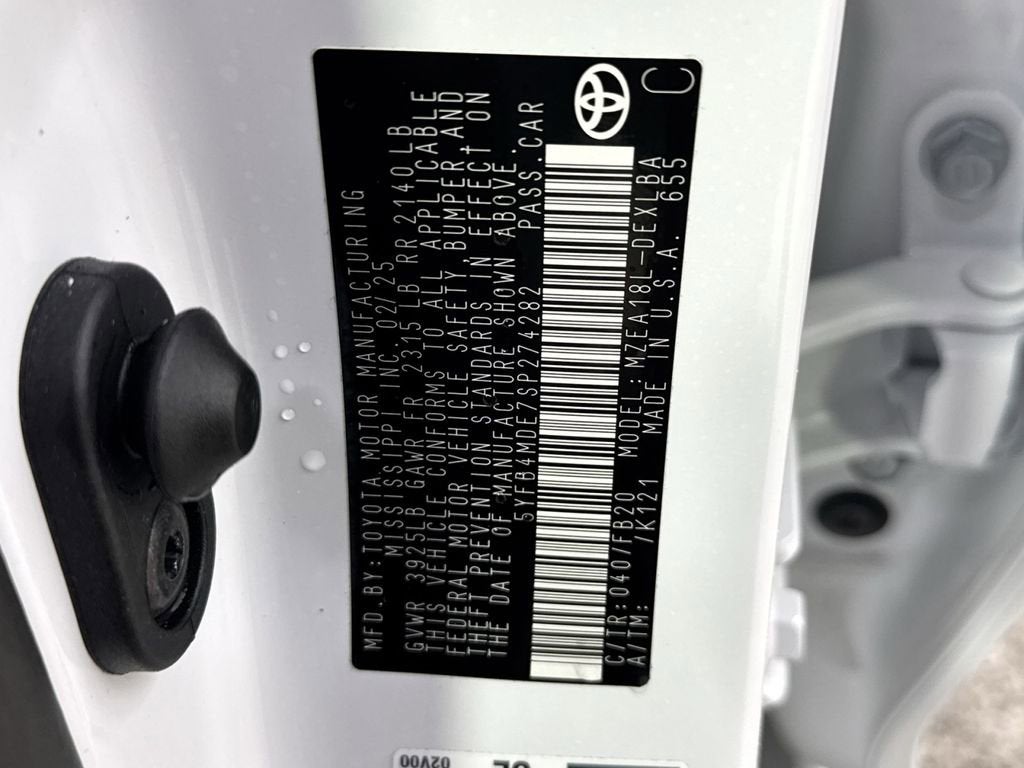 MFD.BY:TOYOTA MOTOR MANUFACTURING
MISSISSIPPI,INC.02/25
GVWR 3925LB GAWR FR 2315 LB RR 2140LB
THIS VEHICLE CONFORMS TO ALL APPLICABLE
FEDERAL MOTOR VEHICLE SAFETY,BUMPER,AND
THEFT PREVENTION STANDARDS IN EFFECT ON
THE DATE OF MANUFACTURE SHOWN ABOVE.
5YFB4MDE7SP274282 PASS.CAR
C/TR:040/FB20 MODEL:MZEA18L-DEXLBA
A/TM: /K121 MADE IN U.S.A. 655
C
02V00